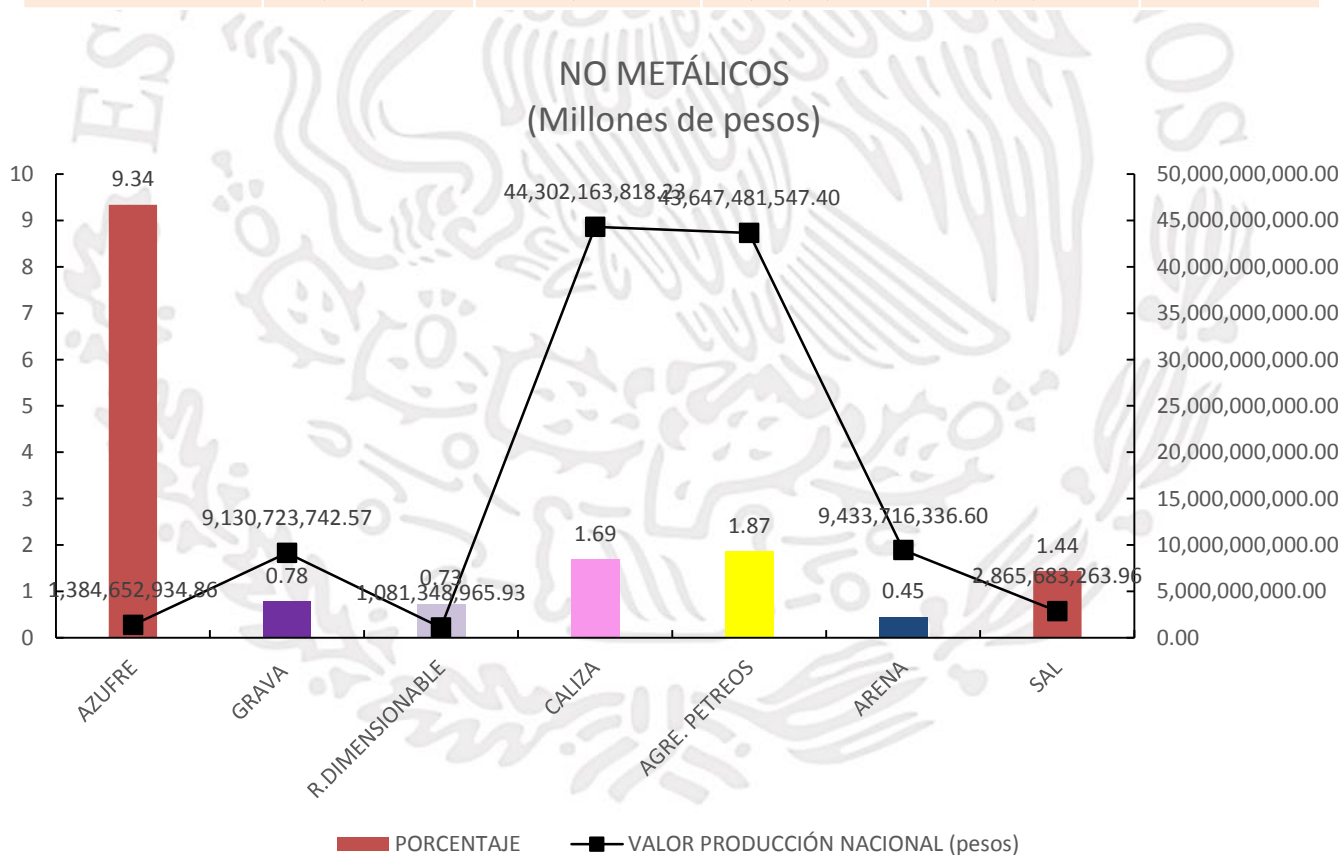 NO METÁLICOS
(Millones de pesos)
10
9
8
7
6
5
4
3
2
1
0
50,000,000,000.00
45,000,000,000.00
40,000,000,000.00
35,000,000,000.00
30,000,000,000.00
25,000,000,000.00
20,000,000,000.00
15,000,000,000.00
10,000,000,000.00
5,000,000,000.00
0.00
9.34
0.78
0.73
1.69
1.87
0.45
1.44
1,384,652,934.86
9,130,723,742.57
1,081,348,965.93
44,302,163,818.23
43,647,481,547.40
9,433,716,336.60
2,865,683,263.96
AZUFRE
GRAVA
R.DIMENSIONABLE
CALIZA
AGRE. PETREOS
ARENA
SAL
PORCENTAJE
VALOR PRODUCCIÓN NACIONAL (pesos)
ES
SOS